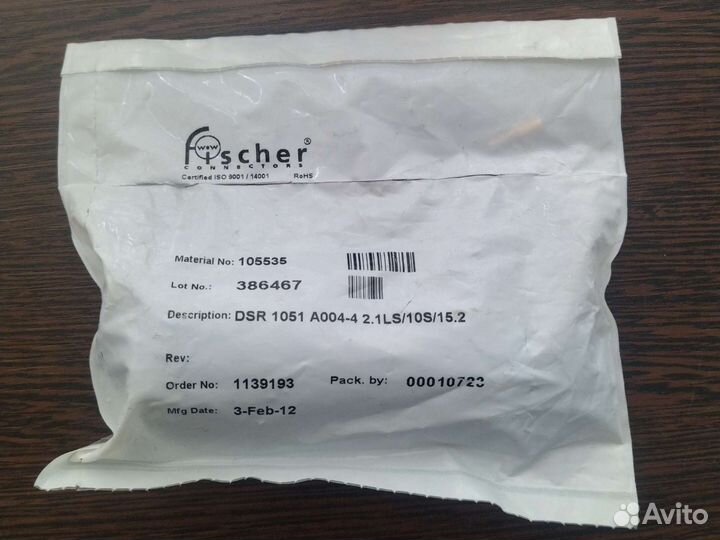 Fischer®
wow
CONNECTORS
Certified ISO 9001 / 14001 RoHS
Material No: 105535
Lot No.: 386467
Description: DSR 1051 A004-4 2.1LS/10S/15.2
Rev:
Order No: 1139193 Pack. by: 00010723
Mfg Date: 3-Feb-12
Avito